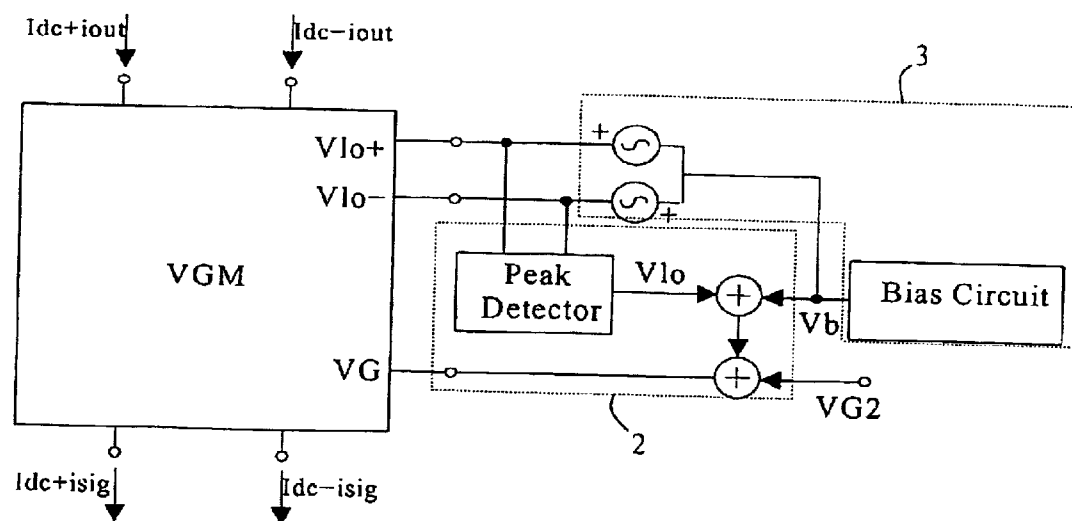 Idc+iout
Idc−iout
3
Vlo+
+
Vlo−
+
VGM
Peak
Detector
Vlo
+
Vb
Bias Circuit
VG
+
VG2
2
Idc+isig
Idc−isig